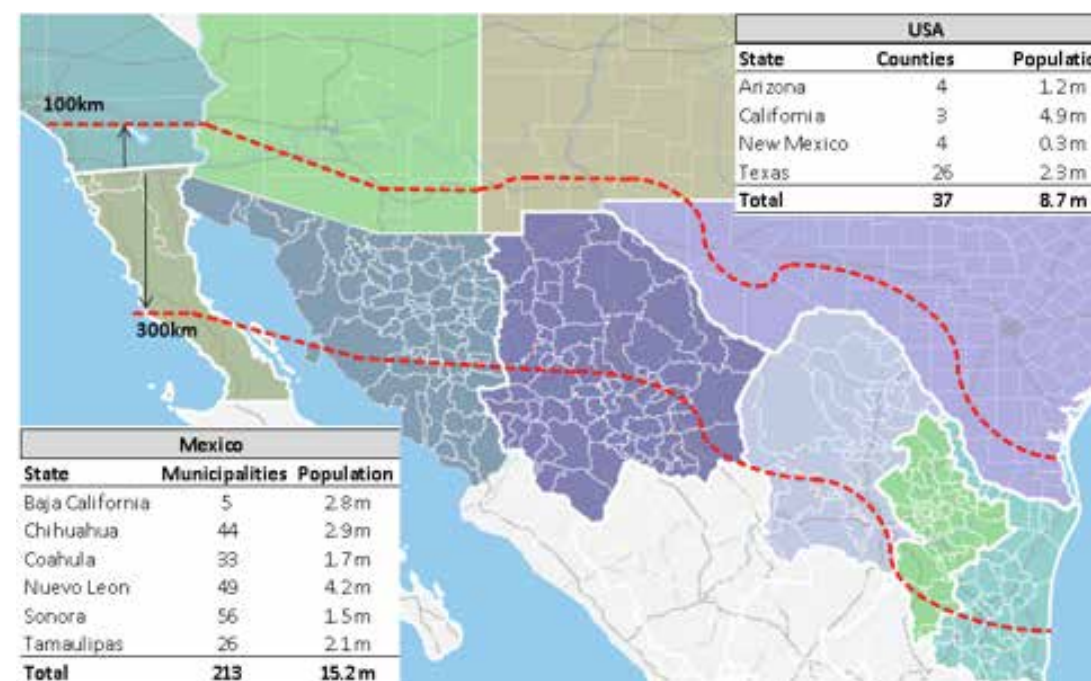 USA
State Counties Populatio
Arizona 4 1.2m
California 3 4.9m
New Mexico 4 0.3m
Texas 26 2.3m
Total 37 8.7m
100km
300km
Mexico
State Municipalities Population
Baja California 5 2.8m
Chihuahua 44 2.9m
Coahula 33 1.7m
Nuevo Leon 49 4.2m
Sonora 56 1.5m
Tamaulipas 26 2.1m
Total 213 15.2m